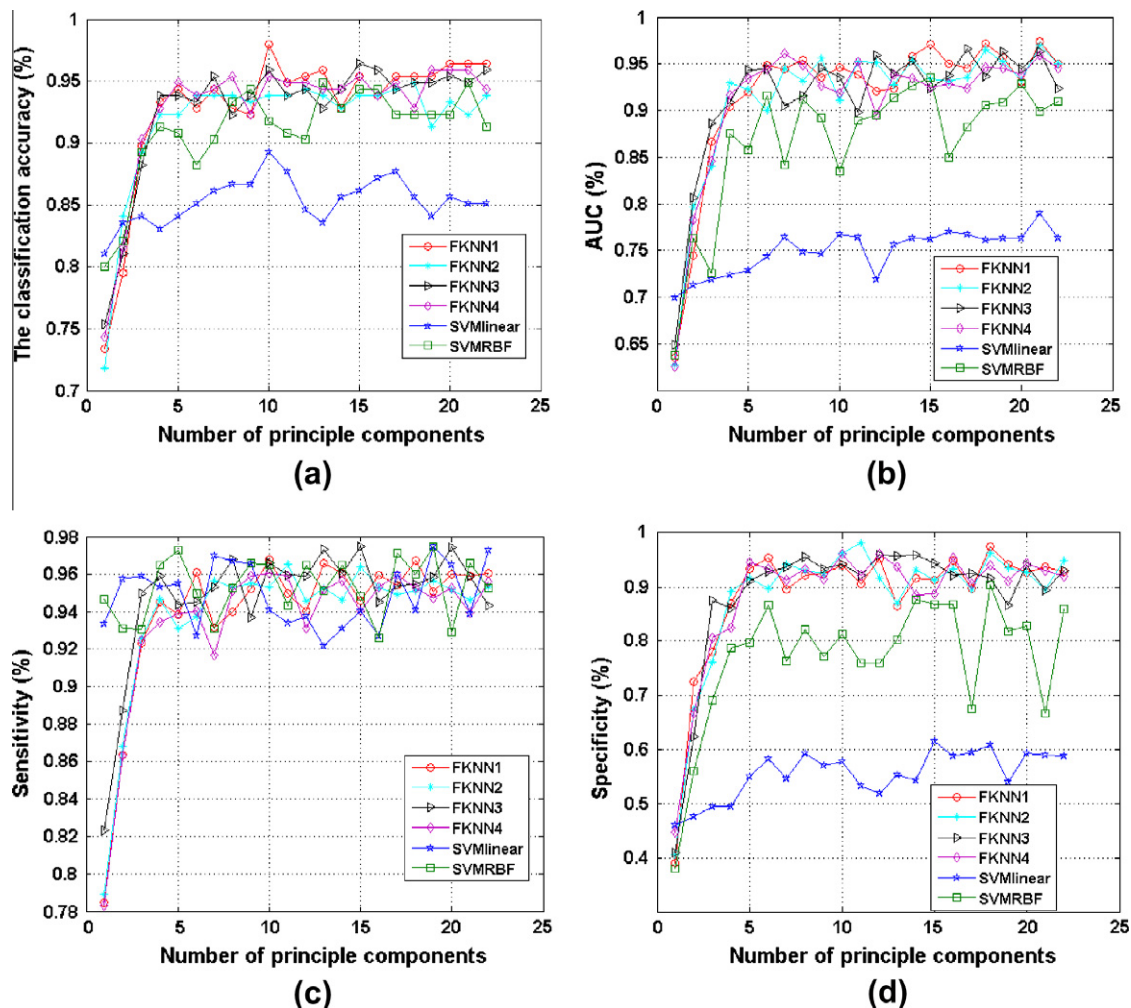 The classification accuracy (%)
1
0.95
0.9
0.85
0.8
0.75
0.7
0 5 10 15 20 25
FKNN1
FKNN2
FKNN3
FKNN4
SVMlinear
SVMRBF
Number of principle components
(a)
AUC (%)
1
0.95
0.9
0.85
0.8
0.75
0.7
0.65
0 5 10 15 20 25
FKNN1
FKNN2
FKNN3
FKNN4
SVMlinear
SVMRBF
Number of principle components
(b)
Sensitivity (%)
0.98
0.96
0.94
0.92
0.9
0.88
0.86
0.84
0.82
0.8
0.78
0 5 10 15 20 25
FKNN1
FKNN2
FKNN3
FKNN4
SVMlinear
SVMRBF
Number of principle components
(c)
Specificity (%)
1
0.9
0.8
0.7
0.6
0.5
0.4
0 5 10 15 20 25
FKNN1
FKNN2
FKNN3
FKNN4
SVMlinear
SVMRBF
Number of principle components
(d)